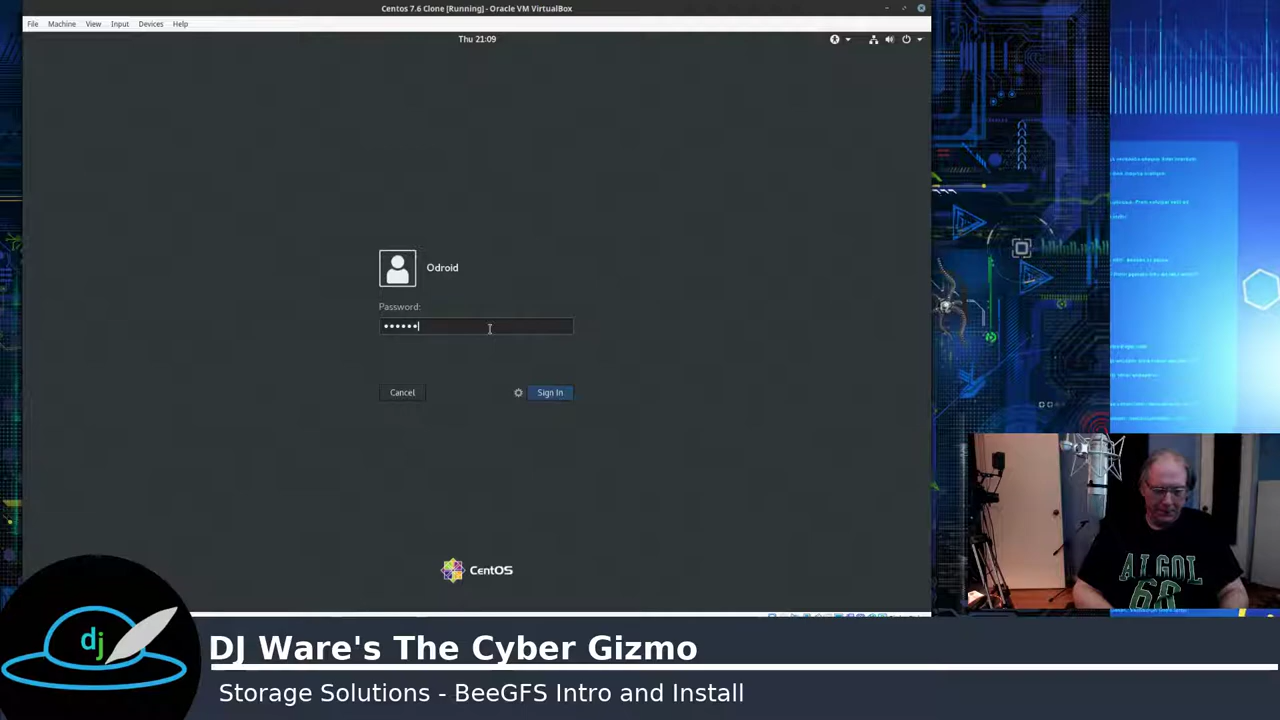 Centos 7.6 Clone [Running] - Oracle VM VirtualBox
File Machine View Input Devices Help
Thu 21:09
Odroid
Password:
Cancel
Sign In
CentOS
ALGOL
68
dj
DJ Ware's The Cyber Gizmo
Storage Solutions - BeeGFS Intro and Install